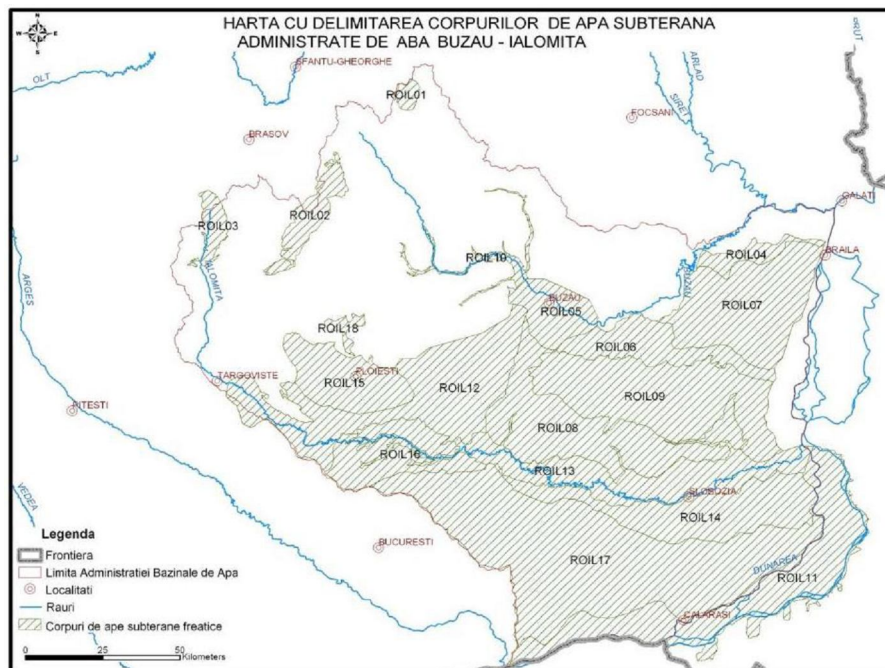 HARTA CU DELIMITAREA CORPURILOR DE APA SUBTERANA
ADMINISTRATE DE ABA BUZAU - IALOMITA
N
W
E
S
OLT
SFANTU-GHEORGHE
ROIL01
BRASOV
ARLAD
SIRET
PRUT
FOCSANI
GALATI
ROIL02
ROIL03
IALOMITA
ROIL10
ROIL04
BRAILA
BUZAU
ROIL07
ARGES
BUZAU
ROIL05
ROIL18
ROIL06
PLOIESTI
TARGOVISTE
ROIL15
ROIL12
ROIL09
PITESTI
ROIL08
ROIL16
ROIL13
SLOBOZIA
ROIL14
VEDEA
BUCURESTI
ROIL17
DUNAREA
ROIL11
CALARASI
Legenda
Frontiera
Limita Administratiei Bazinale de Apa
Localitati
Rauri
Corpuri de ape subterane freatice
0 25 50
Kilometers